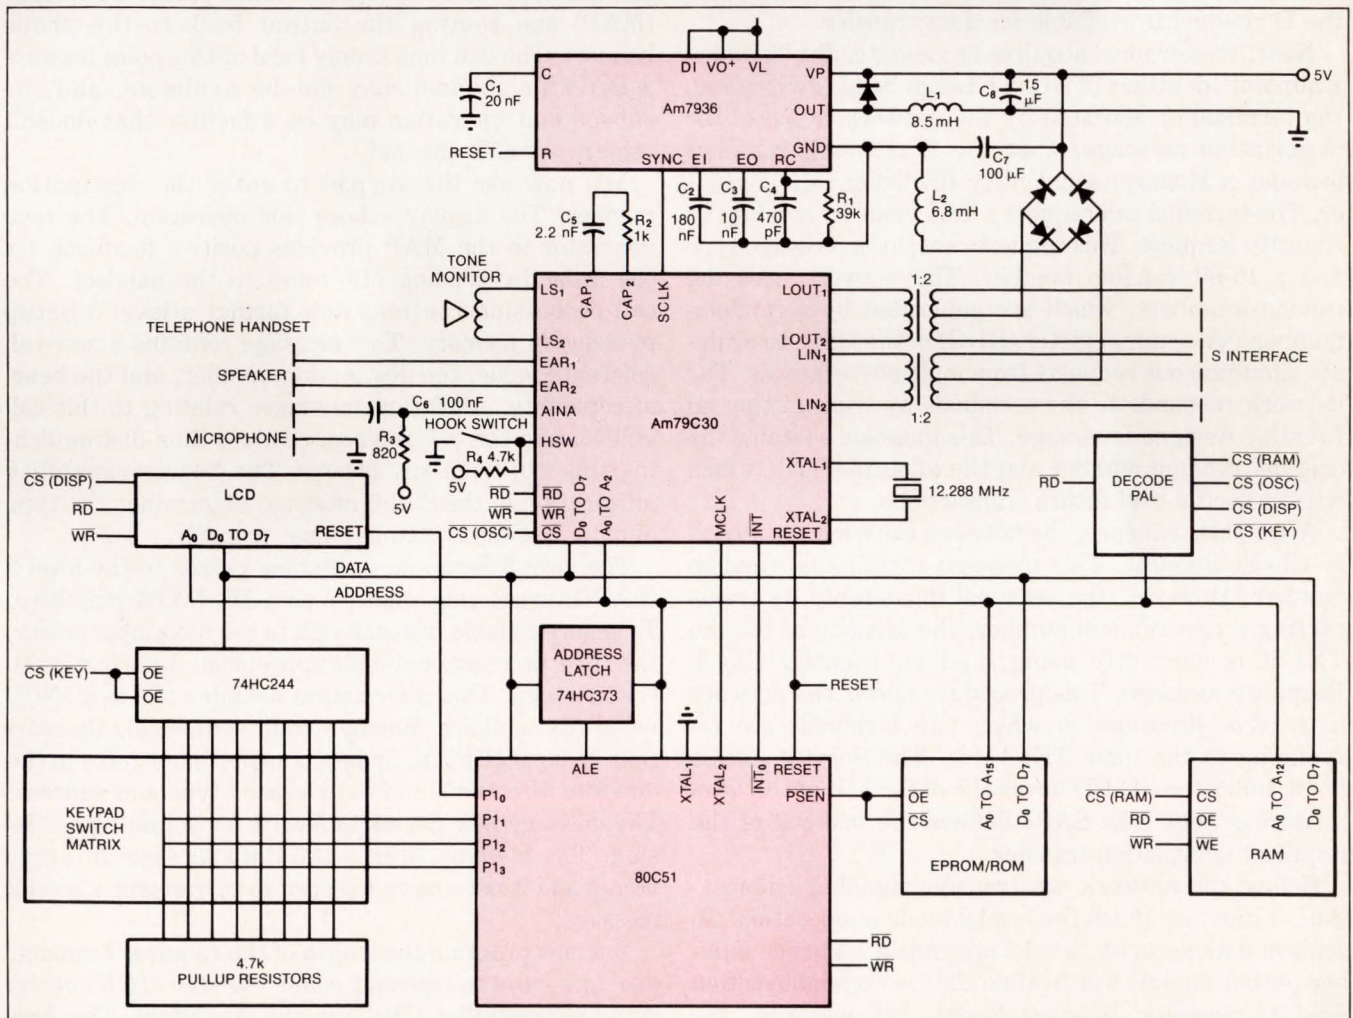 DI VO+ VL
C
VP
5V
C₁
20 nF
Am7936
OUT
L₁
8.5 mH
C₈
15
μF
RESET
R
SYNC EI EO RC
GND
C₇
100 μF
C₅
2.2 nF
R₂
1k
C₂
180
nF
C₃
10
nF
C₄
470
pF
R₁
39k
L₂
6.8 mH
TONE
MONITOR
LS₁
CAP₁
CAP₂
SCLK
LOUT₁
1:2
TELEPHONE HANDSET
LS₂
EAR₁
LOUT₂
LIN₁
S INTERFACE
SPEAKER
EAR₂
C₆ 100 nF
AINA
LIN₂
1:2
HOOK SWITCH
Am79C30
MICROPHONE
R₃
820
HSW
R₄ 4.7k
5V
5V
XTAL₁
12.288 MHz
XTAL₂
RD
DECODE
PAL
CS (RAM)
CS (OSC)
CS (DISP)
CS (KEY)
CS (DISP)
RD
WR
LCD
RESET
A₀ D₀ TO D₇
RD
WR
CS (OSC)
RD
WR
CS
D₀ TO D₇
A₀ TO A₂
MCLK
INT
RESET
DATA
ADDRESS
CS (KEY)
OE
OE
74HC244
ADDRESS
LATCH
74HC373
RESET
KEYPAD
SWITCH
MATRIX
ALE
XTAL₁
XTAL₂
INT₀
RESET
PSEN
P1₀
P1₁
P1₂
P1₃
80C51
OE
CS
A₀ TO A₁₅
D₀ TO D₇
EPROM/ROM
CS (RAM)
RD
WR
CS
OE
WE
A₀ TO A₁₂
D₀ TO D₇
RAM
4.7k
PULLUP RESISTORS
RD
WR